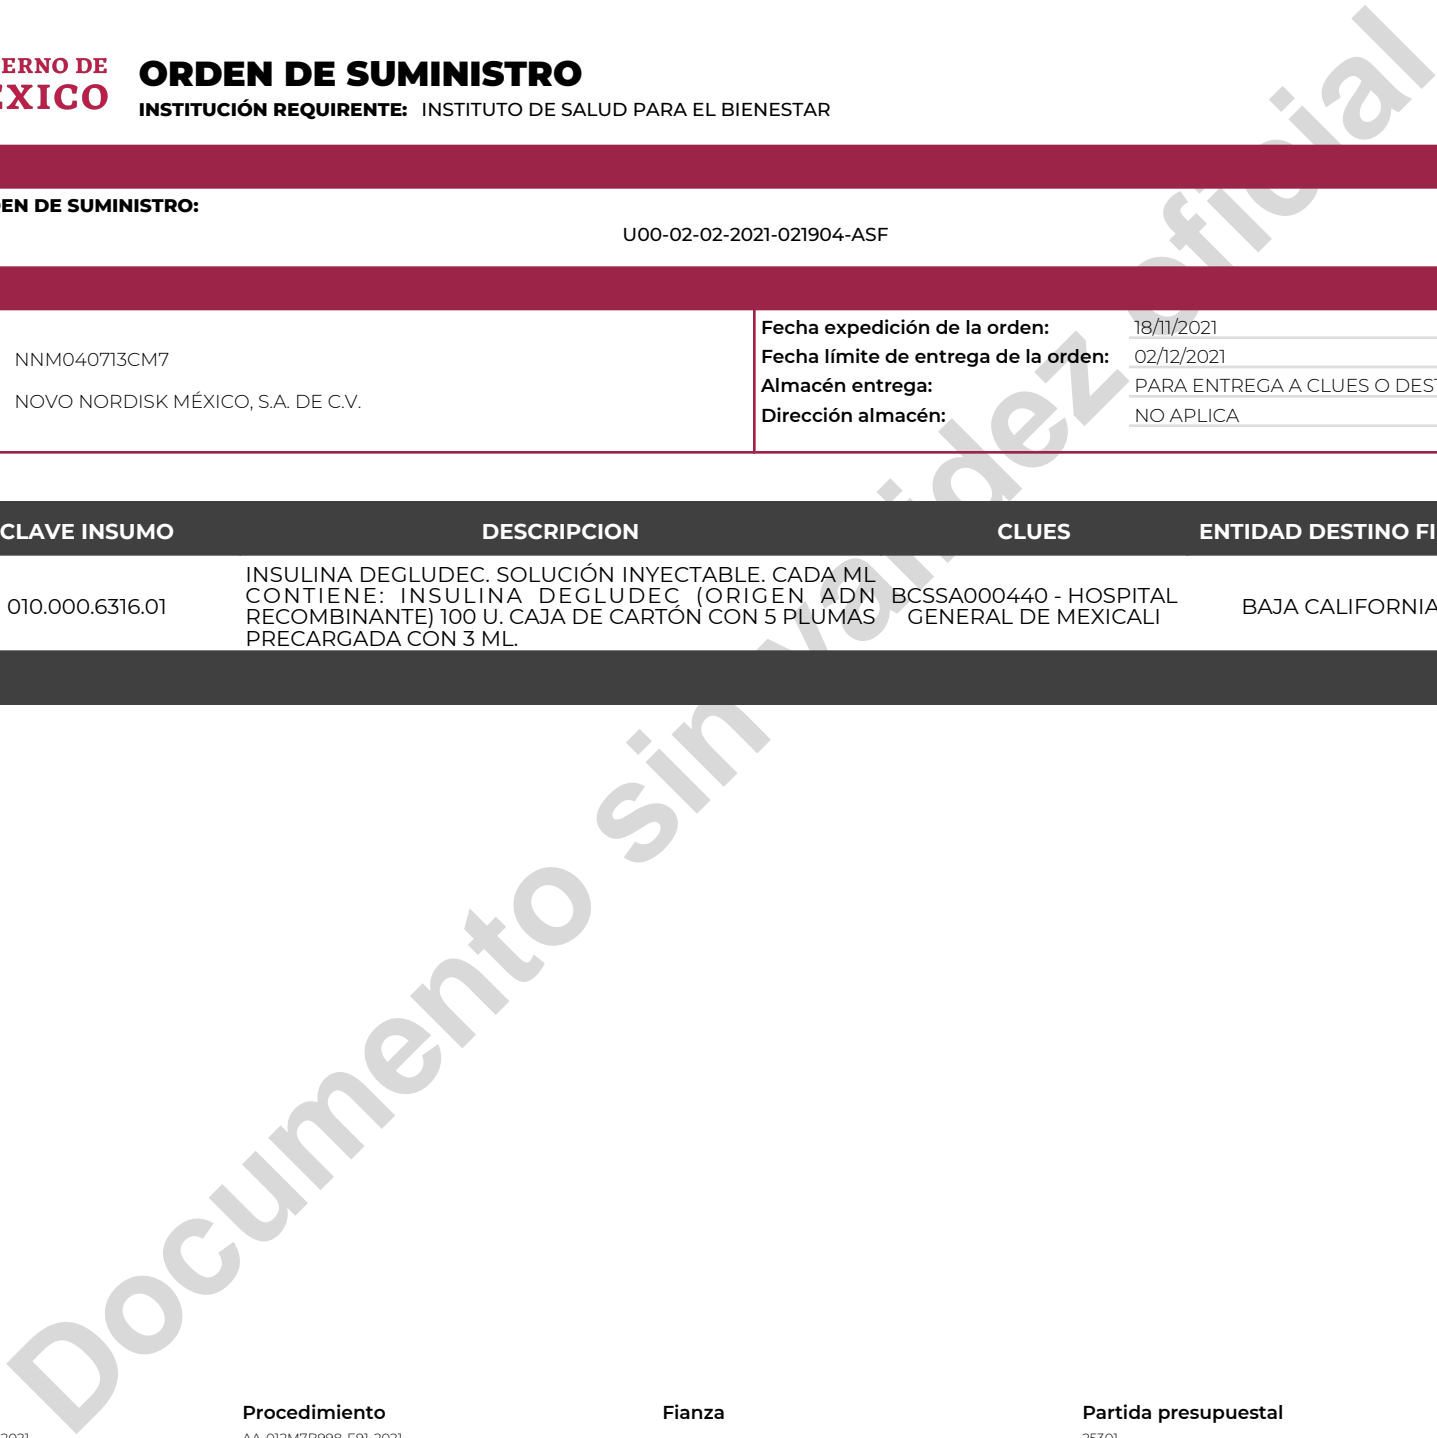 ERNO DE
ÉXICO
ORDEN DE SUMINISTRO
INSTITUCIÓN REQUIRENTE: INSTITUTO DE SALUD PARA EL BIENESTAR
EN DE SUMINISTRO:
U00-02-02-2021-021904-ASF
NNM040713CM7
NOVO NORDISK MÉXICO, S.A. DE C.V.
Fecha expedición de la orden: 18/11/2021
Fecha límite de entrega de la orden: 02/12/2021
Almacén entrega: PARA ENTREGA A CLUES O DEST
Dirección almacén: NO APLICA
CLAVE INSUMO DESCRIPCION CLUES ENTIDAD DESTINO FI
010.000.6316.01
INSULINA DEGLUDEC. SOLUCIÓN INYECTABLE. CADA ML
CONTIENE: INSULINA DEGLUDEC (ORIGEN ADN
RECOMBINANTE) 100 U. CAJA DE CARTÓN CON 5 PLUMAS
PRECARGADA CON 3 ML.
BCSSA000440 - HOSPITAL
GENERAL DE MEXICALI
BAJA CALIFORNIA
Documento sin validez oficial
Procedimiento Fianza Partida presupuestal